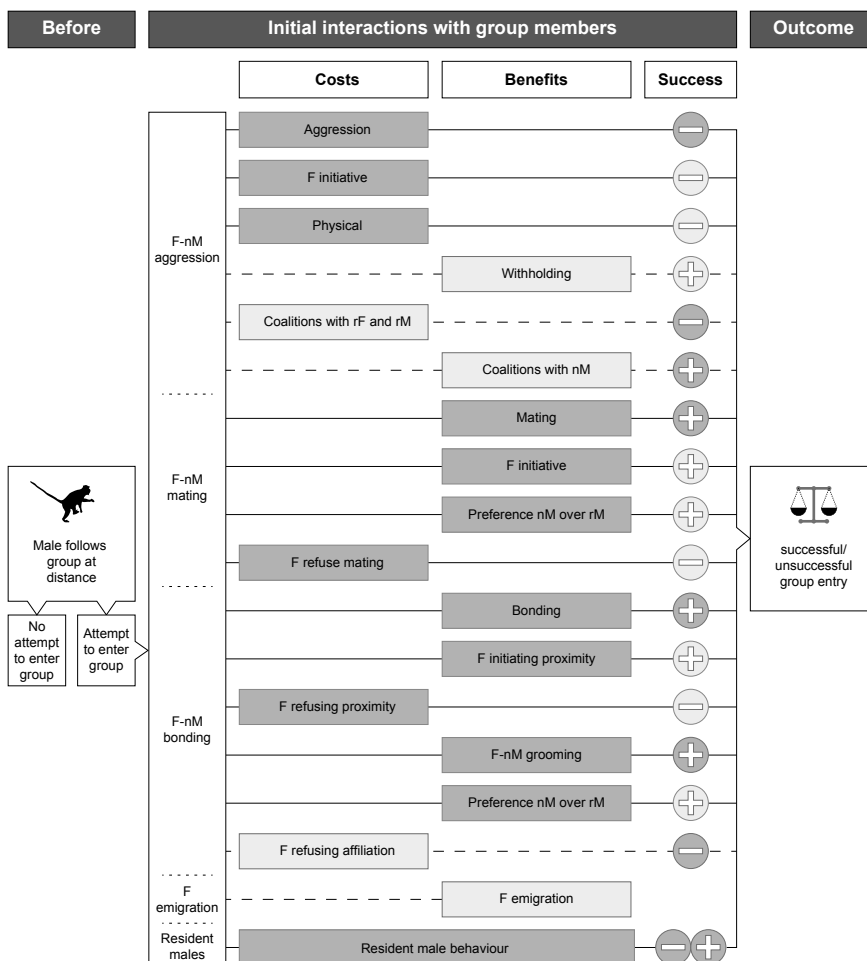 Before
Initial interactions with group members
Outcome
Costs
Benefits
Success
F-nM
aggression
Aggression
F initiative
Physical
Withholding
Coalitions with rF and rM
Coalitions with nM
F-nM
mating
Mating
F initiative
Preference nM over rM
F refuse mating
F-nM
bonding
Bonding
F initiating proximity
F refusing proximity
F-nM grooming
Preference nM over rM
F refusing affiliation
F
emigration
F emigration
Resident
males
Resident male behaviour
Male follows
group at
distance
No
attempt
to enter
group
Attempt
to enter
group
successful/
unsuccessful
group entry